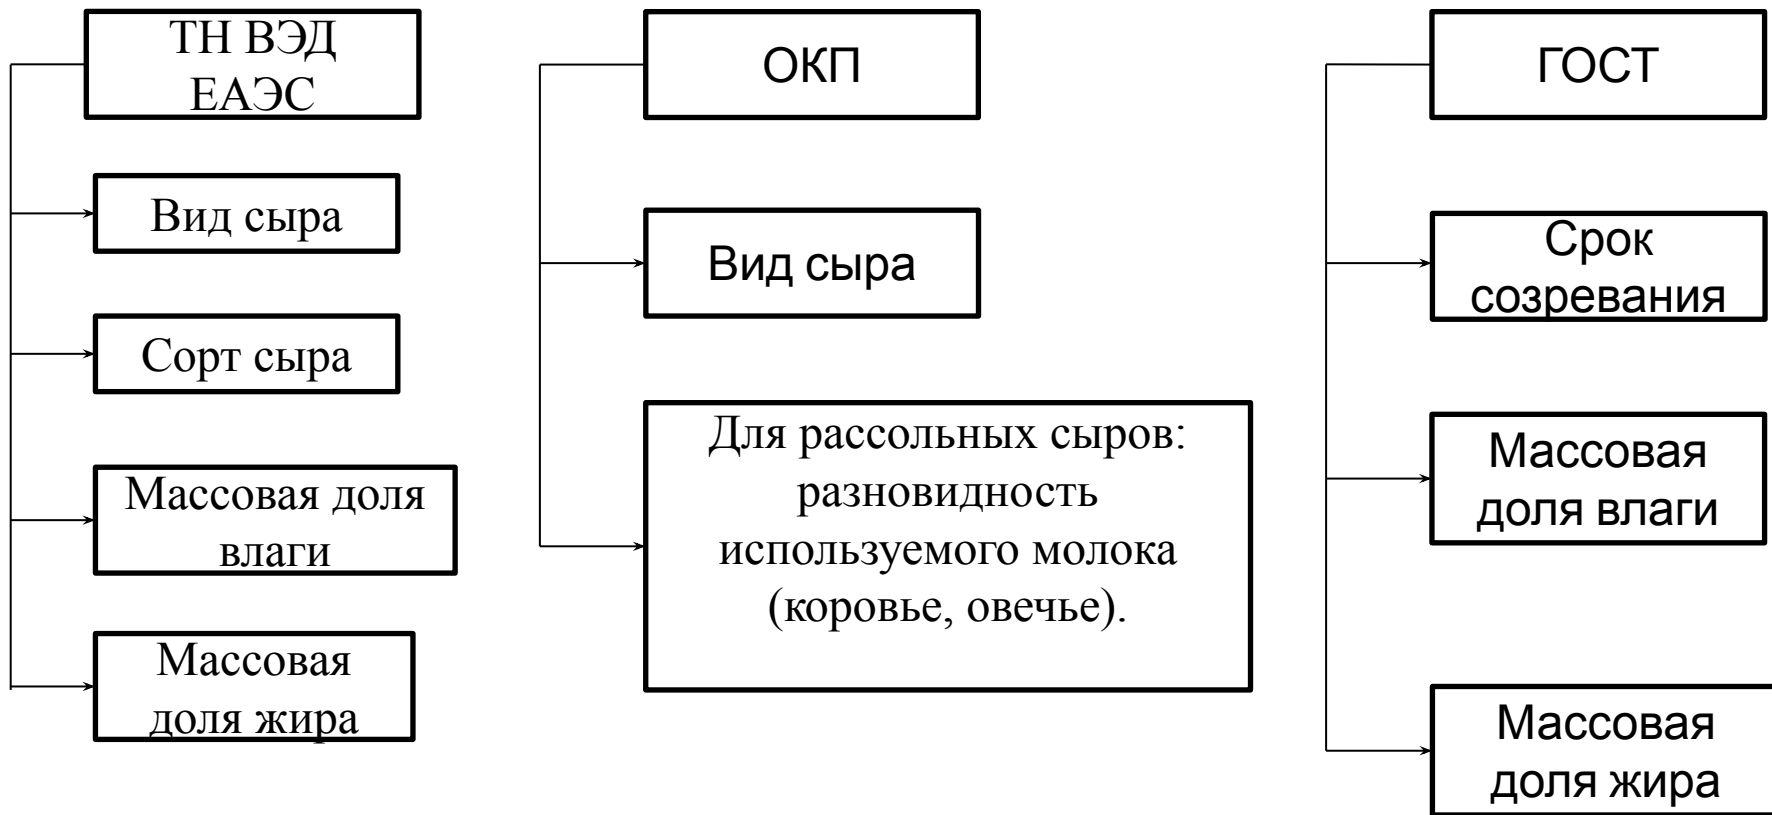 ТН ВЭД
ЕАЭС
Вид сыра
Сорт сыра
Массовая доля
влаги
Массовая
доля жира
ОКП
Вид сыра
Для рассольных сыров:
разновидность
используемого молока
(коровье, овечье).
ГОСТ
Срок
созревания
Массовая
доля влаги
Массовая
доля жира